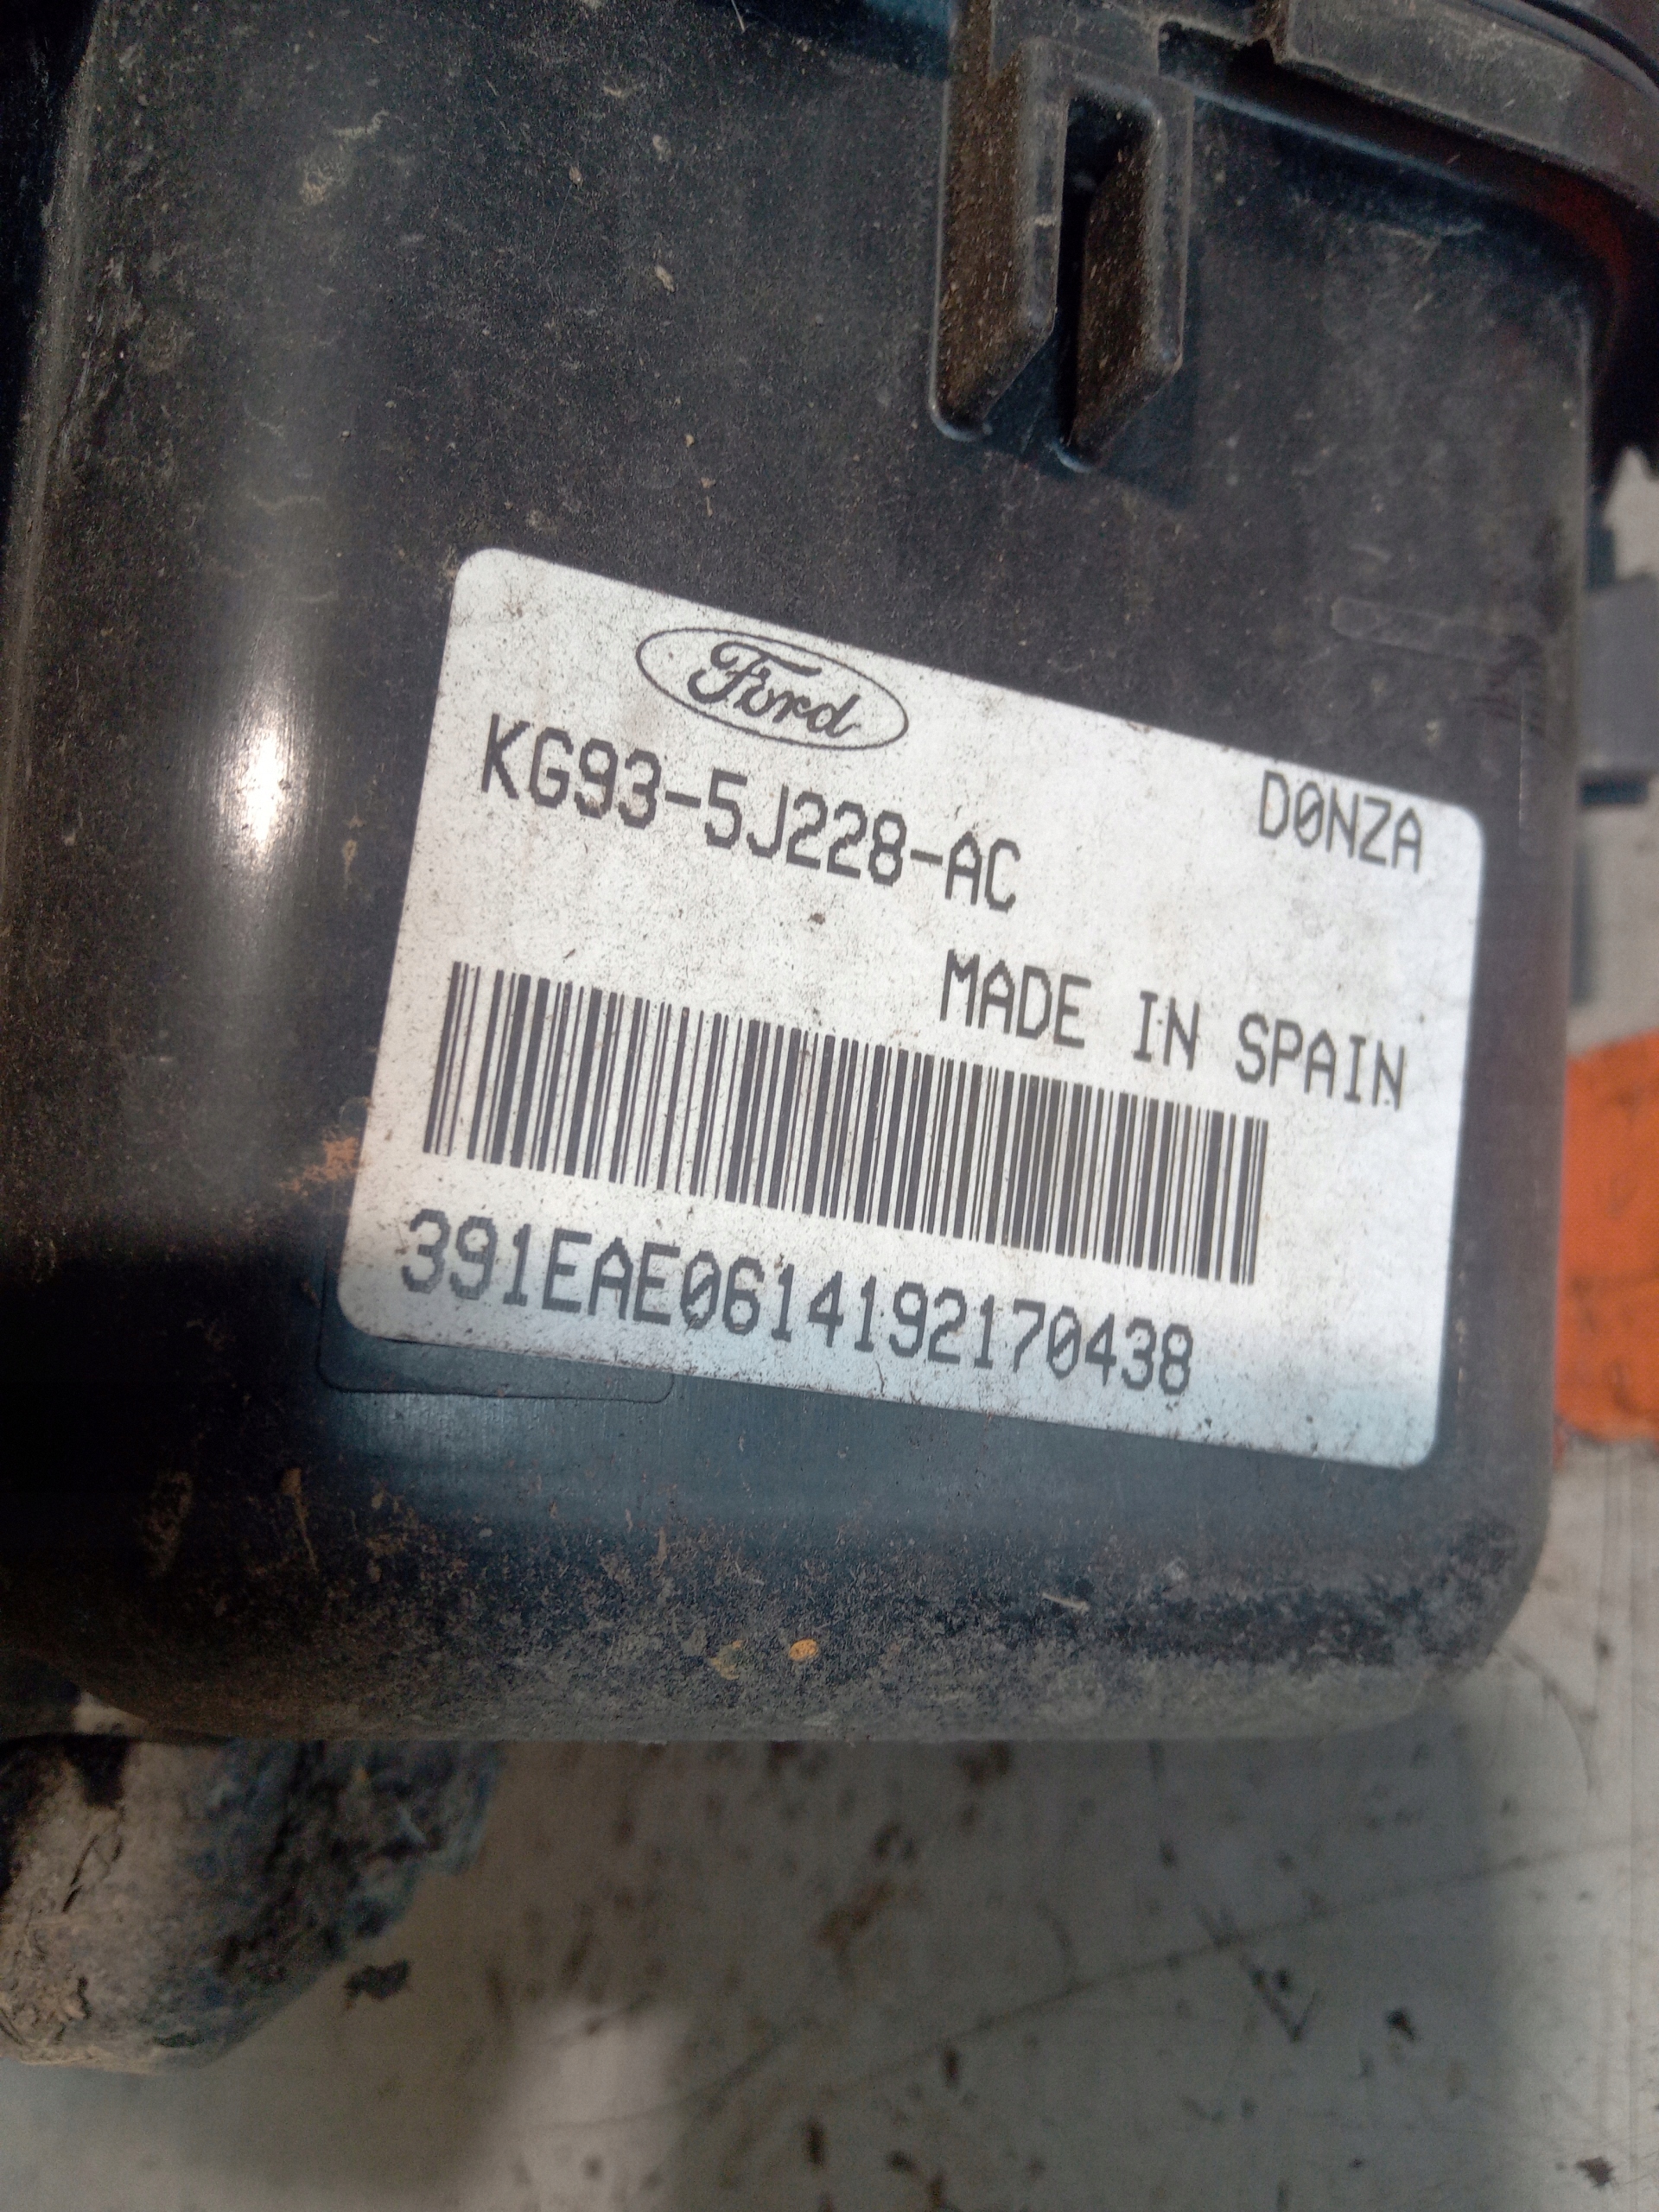 Ford
D0NZA
KG93-5J228-AC
MADE IN SPAIN
391EAE0614192170438